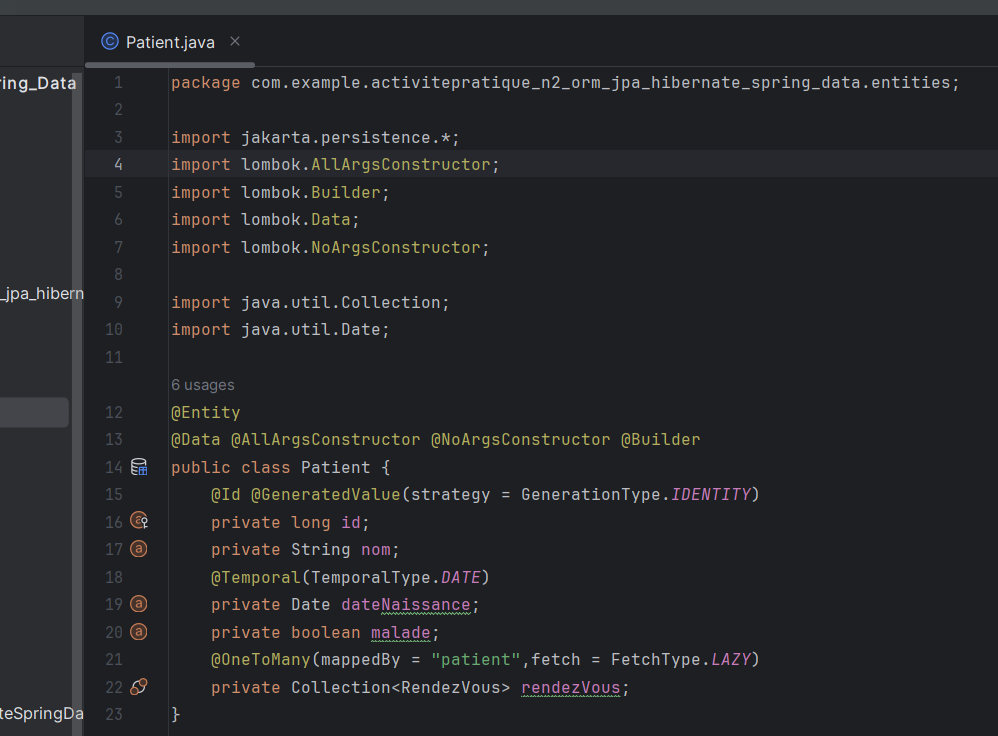 Patient.java
ring_Data
_jpa_hibern
teSpringDa
1 package com.example.activitepratique_n2_orm_jpa_hibernate_spring_data.entities;
2
3 import jakarta.persistence.*;
4 import lombok.AllArgsConstructor;
5 import lombok.Builder;
6 import lombok.Data;
7 import lombok.NoArgsConstructor;
8
9 import java.util.Collection;
10 import java.util.Date;
11
6 usages
12 @Entity
13 @Data @AllArgsConstructor @NoArgsConstructor @Builder
14 public class Patient {
15 @Id @GeneratedValue(strategy = GenerationType.IDENTITY)
16 private long id;
17 private String nom;
18 @Temporal(TemporalType.DATE)
19 private Date dateNaissance;
20 private boolean malade;
21 @OneToMany(mappedBy = "patient",fetch = FetchType.LAZY)
22 private Collection<RendezVous> rendezVous;
23 }